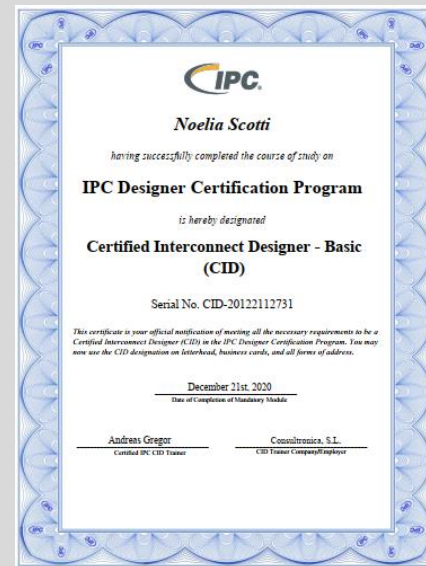 IPC
IPC.
Noelia Scotti
having successfully completed the course of study on
IPC Designer Certification Program
is hereby designated
Certified Interconnect Designer - Basic
(CID)
Serial No. CID-20122112731
This certificate is your official notification of meeting all the necessary requirements to be a
Certified Interconnect Designer (CID) in the IPC Designer Certification Program. You may
now use the CID designation on letterhead, business cards, and all forms of address.
December 21st, 2020
Date of Completion of Mandatory Module
Andreas Gregor
Consultronica, S.L.
Certified IPC CID Trainer
CID Trainer Company/Employer
IPC
IPC